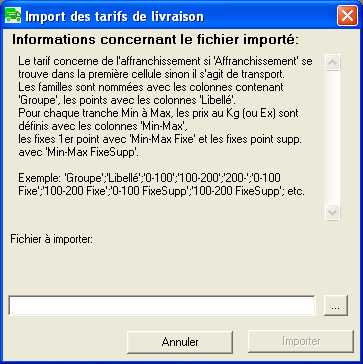 Import des tarifs de livraison
Informations concernant le fichier importé:
Le tarif concerne de l'affranchissement si 'Affranchissement' se
trouve dans la première cellule sinon il s'agit de transport.
Les familles sont nommées avec les colonnes contenant
'Groupe', les points avec les colonnes 'Libellé'.
Pour chaque tranche Min à Max, les prix au Kg (ou Ex) sont
définis avec les colonnes 'Min-Max',
les fixes 1er point avec 'Min-Max Fixe' et les fixes point supp.
avec 'Min-Max FixeSupp'.
Exemple: 'Groupe';'Libellé';'0-100';'100-200';'200-';'0-100
Fixe';'100-200 Fixe';'0-100 FixeSupp';'100-200 FixeSupp'; etc.
Fichier à importer:
...
Annuler
Importer